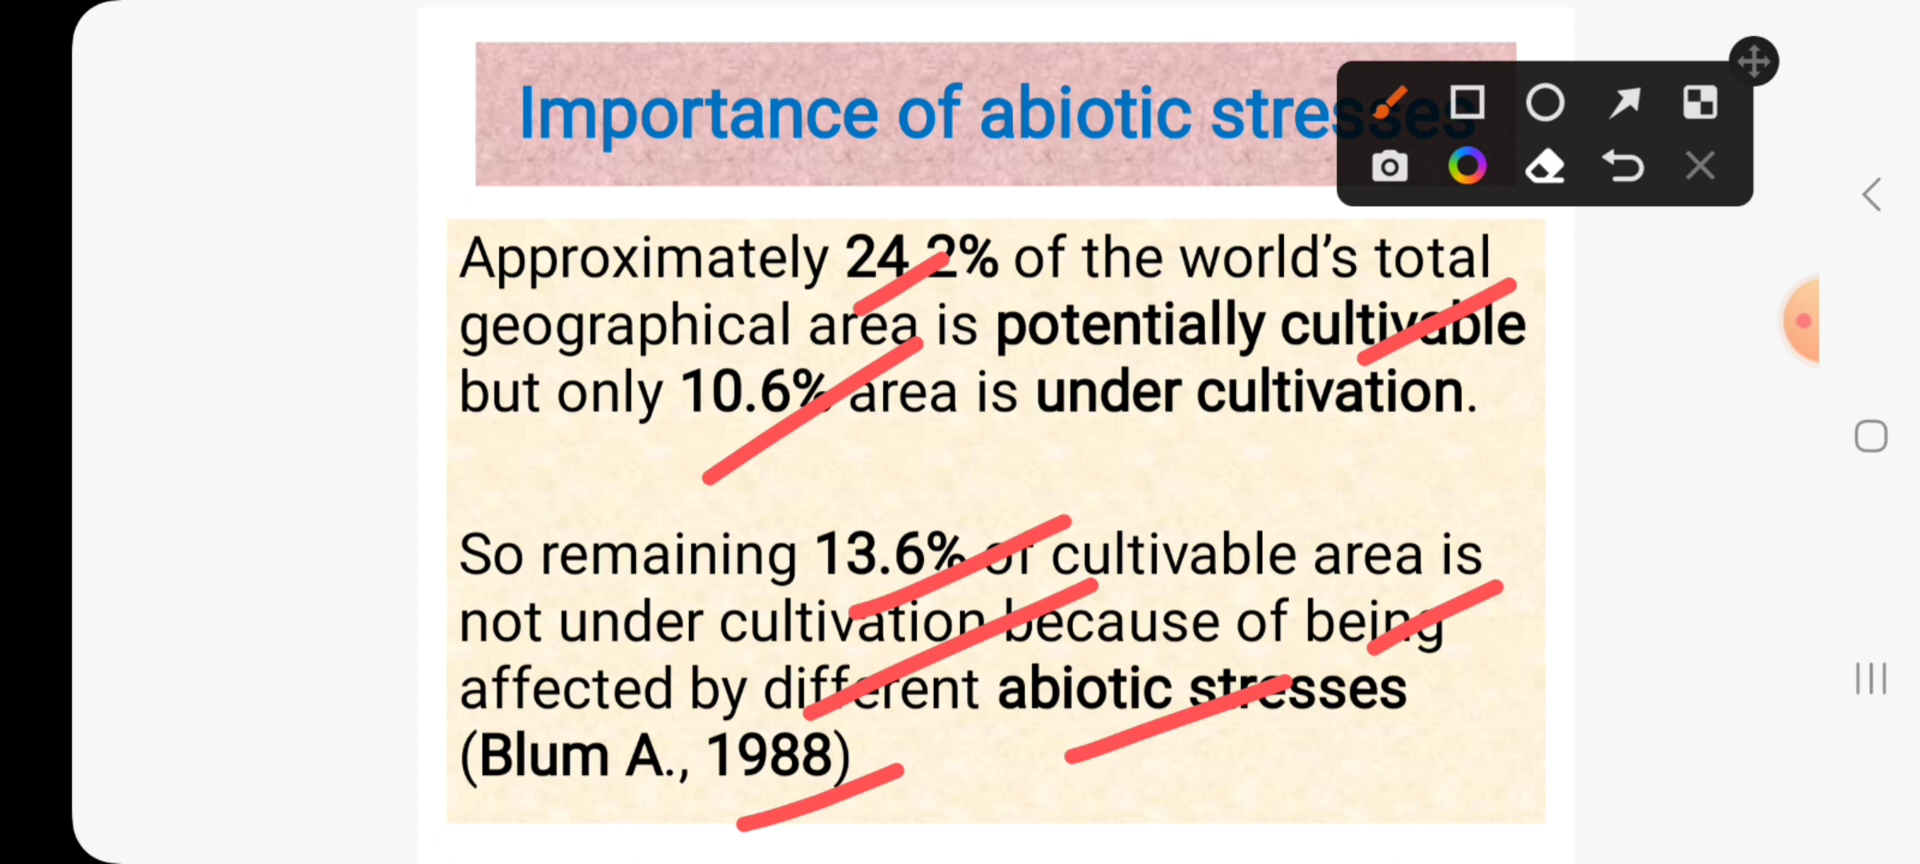 Importance of abiotic stresses
Approximately 24.2% of the world’s total
geographical area is potentially cultivable
but only 10.6% area is under cultivation.
So remaining 13.6% of cultivable area is
not under cultivation because of being
affected by different abiotic stresses
(Blum A., 1988)